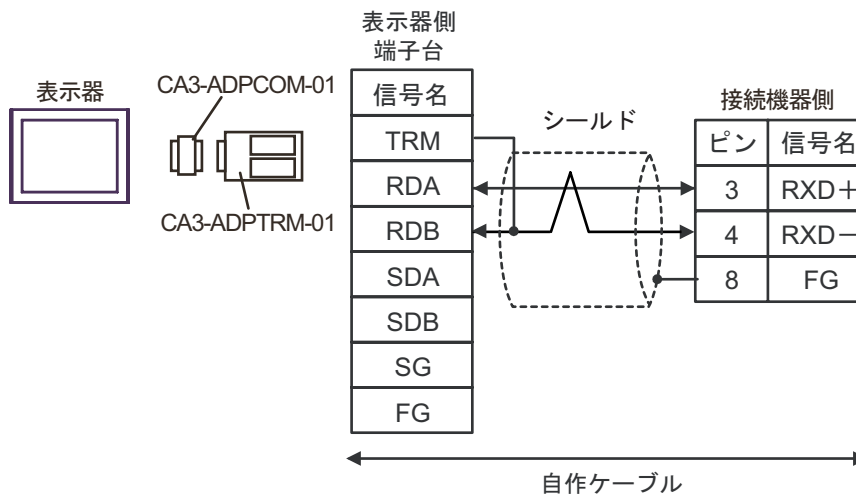 表示器側
端子台
表示器
CA3-ADPCOM-01
CA3-ADPTRM-01
信号名
TRM
RDA
RDB
SDA
SDB
SG
FG
シールド
接続機器側
ピン 信号名
3 RXD+
4 RXD-
8 FG
自作ケーブル